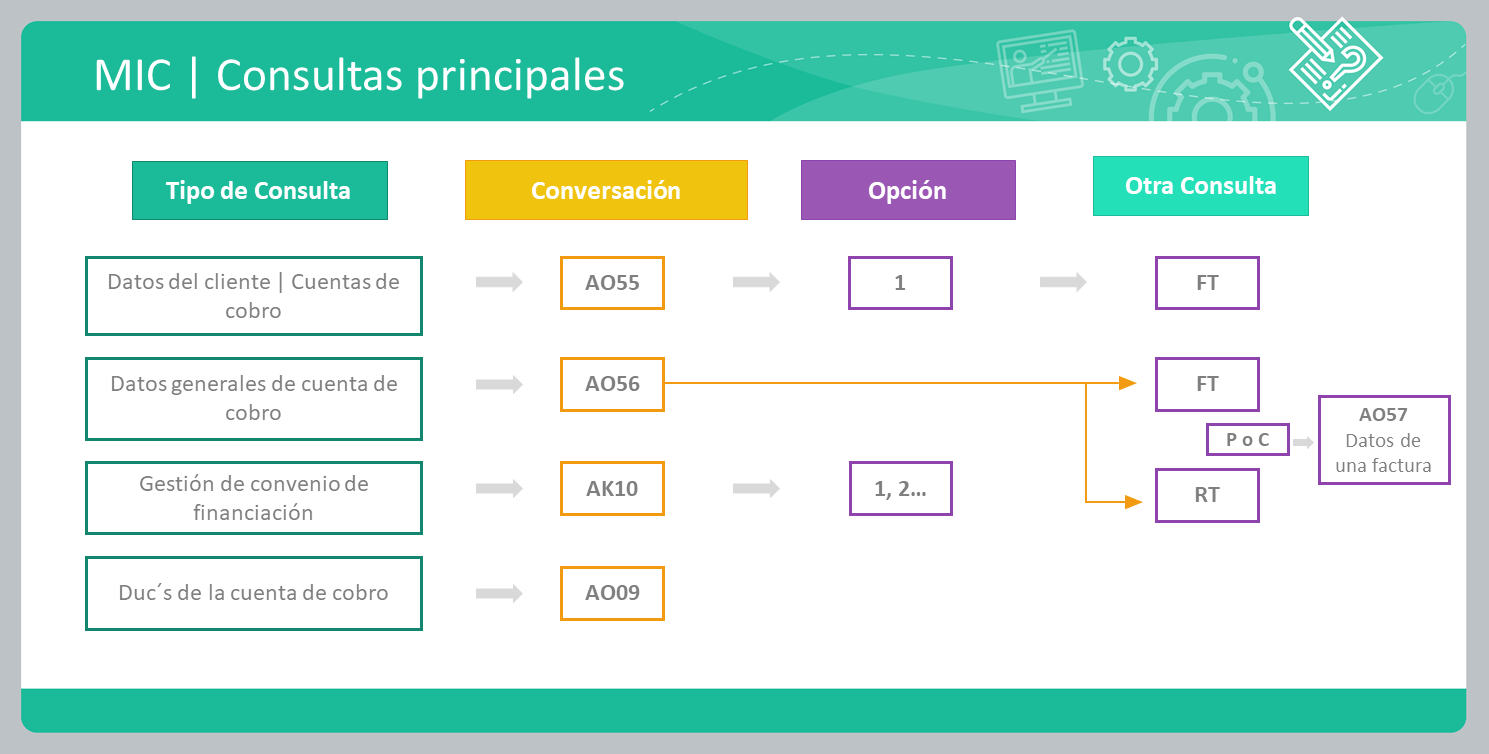 MIC | Consultas principales
Tipo de Consulta
Conversación
Opción
Otra Consulta
Datos del cliente | Cuentas de
cobro
AO55
1
FT
Datos generales de cuenta de
cobro
AO56
FT
P o C
AO57
Datos de
una factura
Gestión de convenio de
financiación
AK10
1, 2...
RT
Duc´s de la cuenta de cobro
AO09